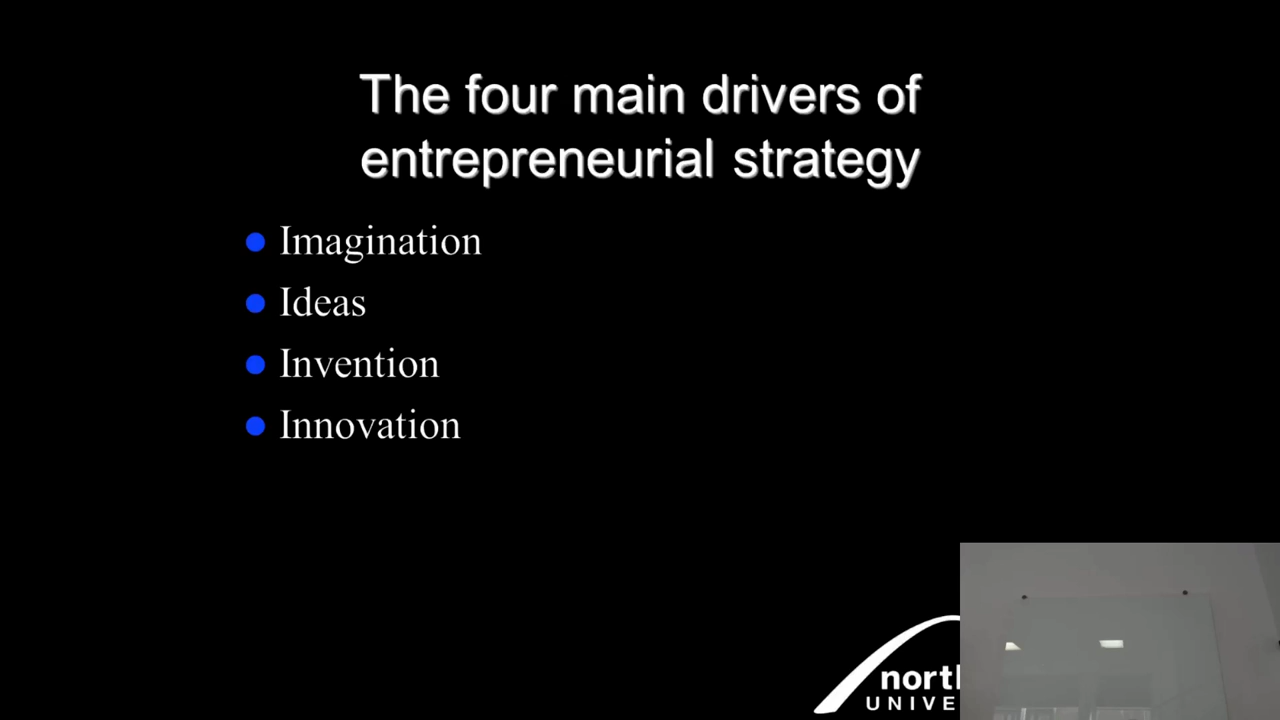 The four main drivers of
entrepreneurial strategy
Imagination
Ideas
Invention
Innovation